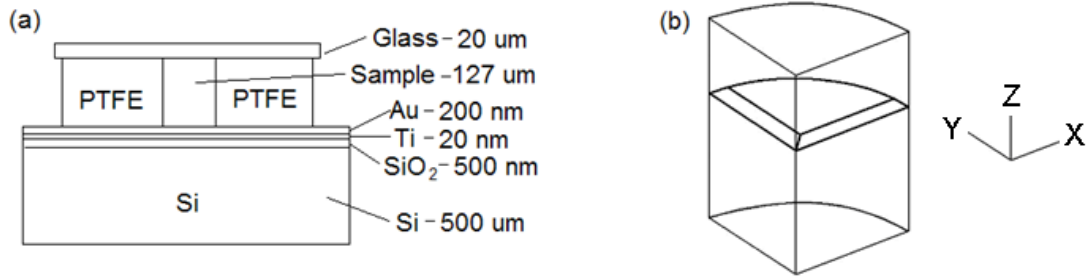 (a)
Glass-20 um
Sample-127 um
PTFE
PTFE
Au-200 nm
Ti-20 nm
SiO₂-500 nm
Si
Si-500 um
(b)
Z
Y
X